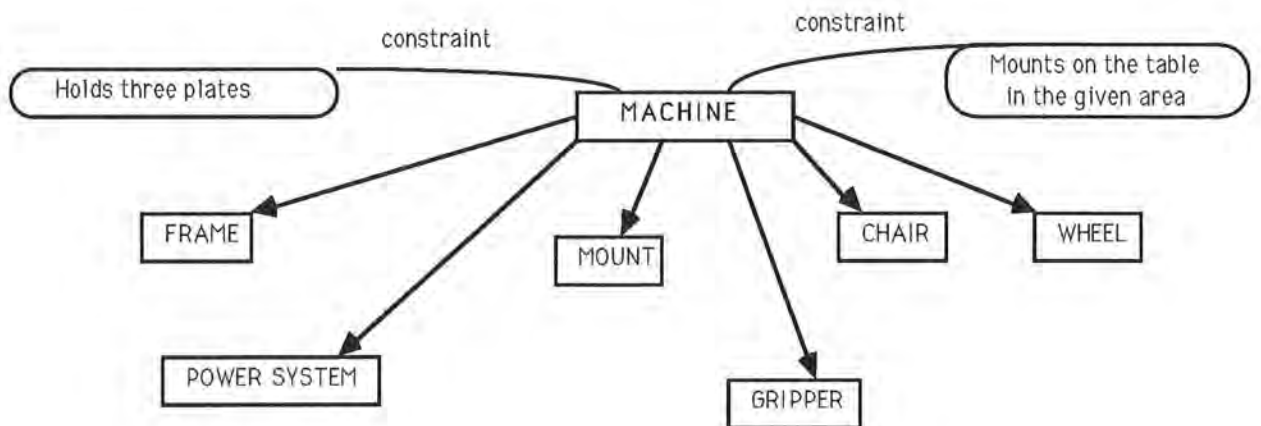 constraint
constraint
Holds three plates
Mounts on the table
in the given area
MACHINE
FRAME
MOUNT
CHAIR
WHEEL
POWER SYSTEM
GRIPPER